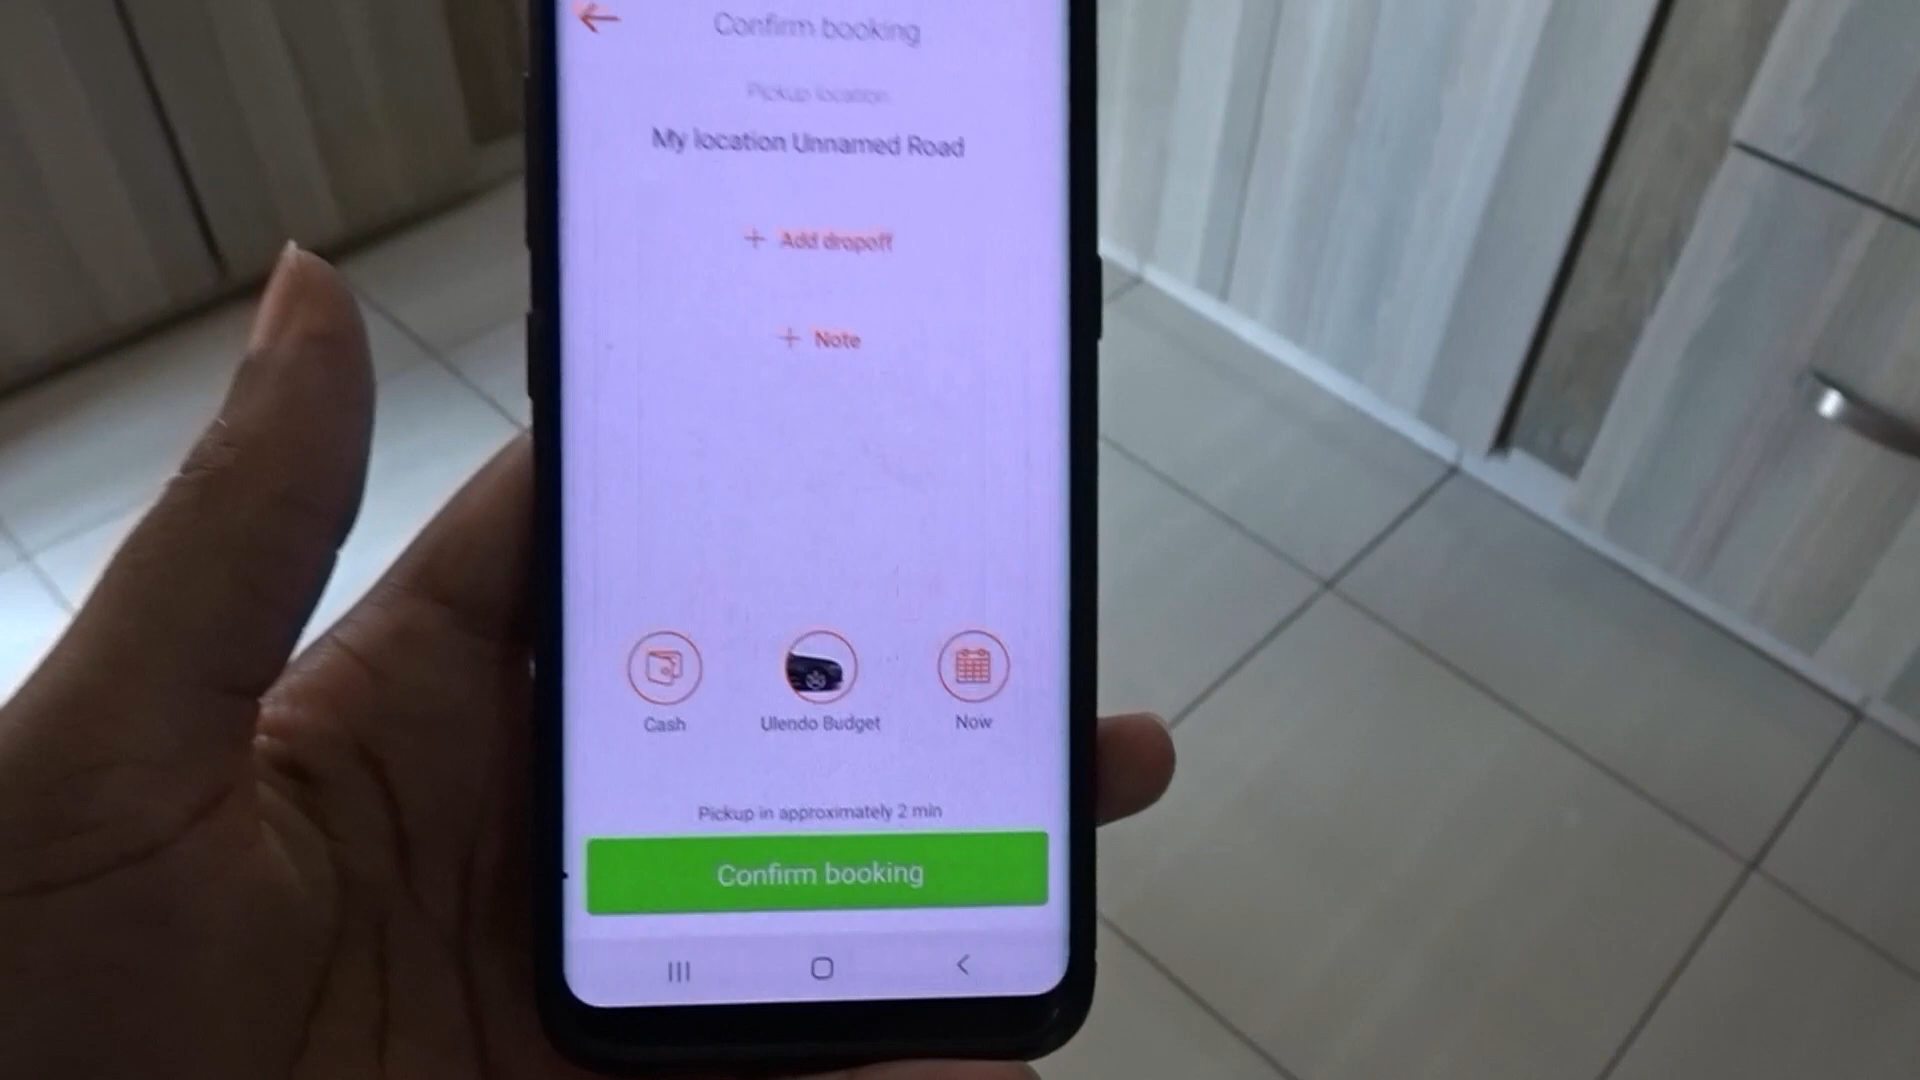 Confirm booking
Pickup location
My location Unnamed Road
+ Add dropoff
+ Note
Cash
Ulendo Budget
Now
Pickup in approximately 2 min
Confirm booking